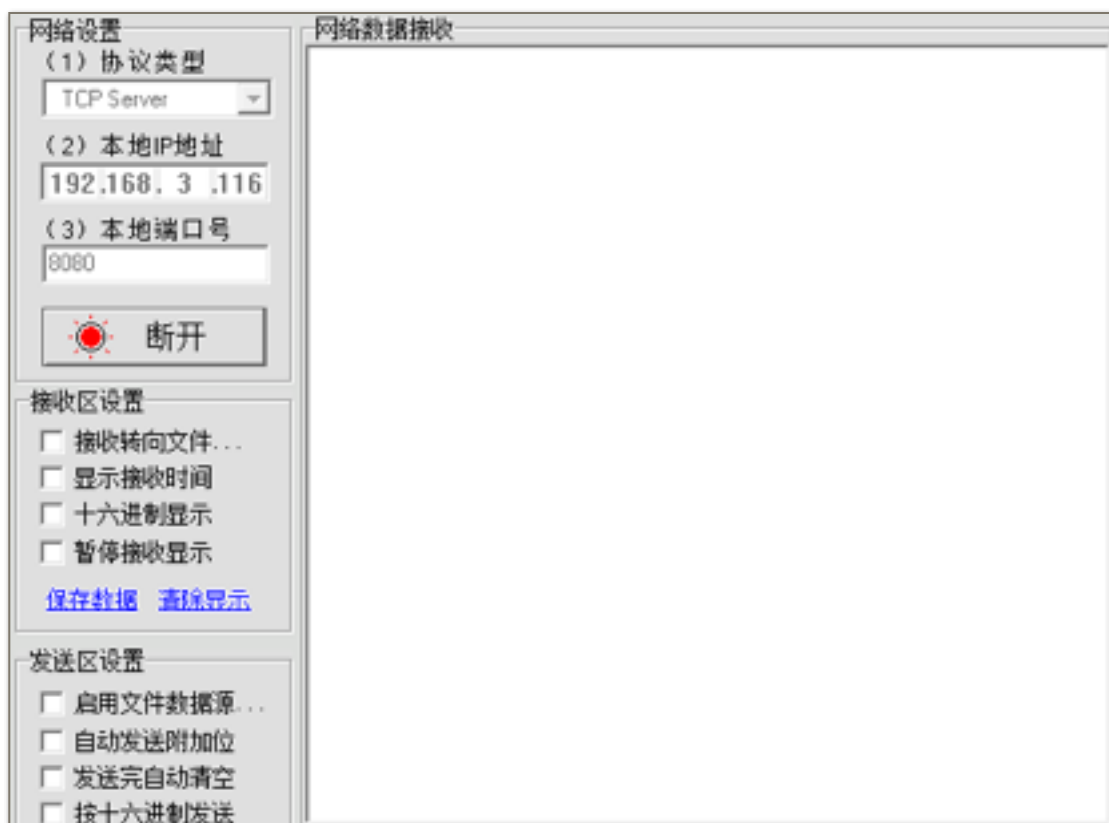 网络设置
(1) 协议类型
TCP Server
(2) 本地IP地址
192.168. 3 .116
(3) 本地端口号
8080
断开
接收区设置
接收转向文件...
显示接收时间
十六进制显示
暂停接收显示
保存数据 清除显示
发送区设置
启用文件数据源...
自动发送附加位
发送完自动清空
按十六进制发送
网络数据接收